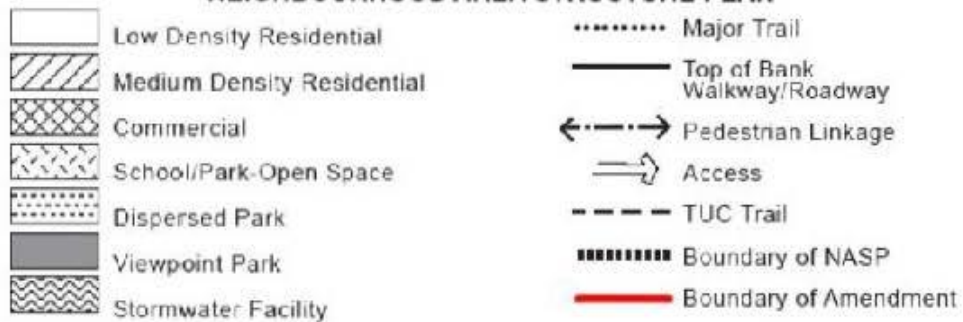 Low Density Residential
Medium Density Residential
Commercial
School/Park-Open Space
Dispersed Park
Viewpoint Park
Stormwater Facility
Major Trail
Top of Bank
Walkway/Roadway
Pedestrian Linkage
Access
TUC Trail
Boundary of NASP
Boundary of Amendment